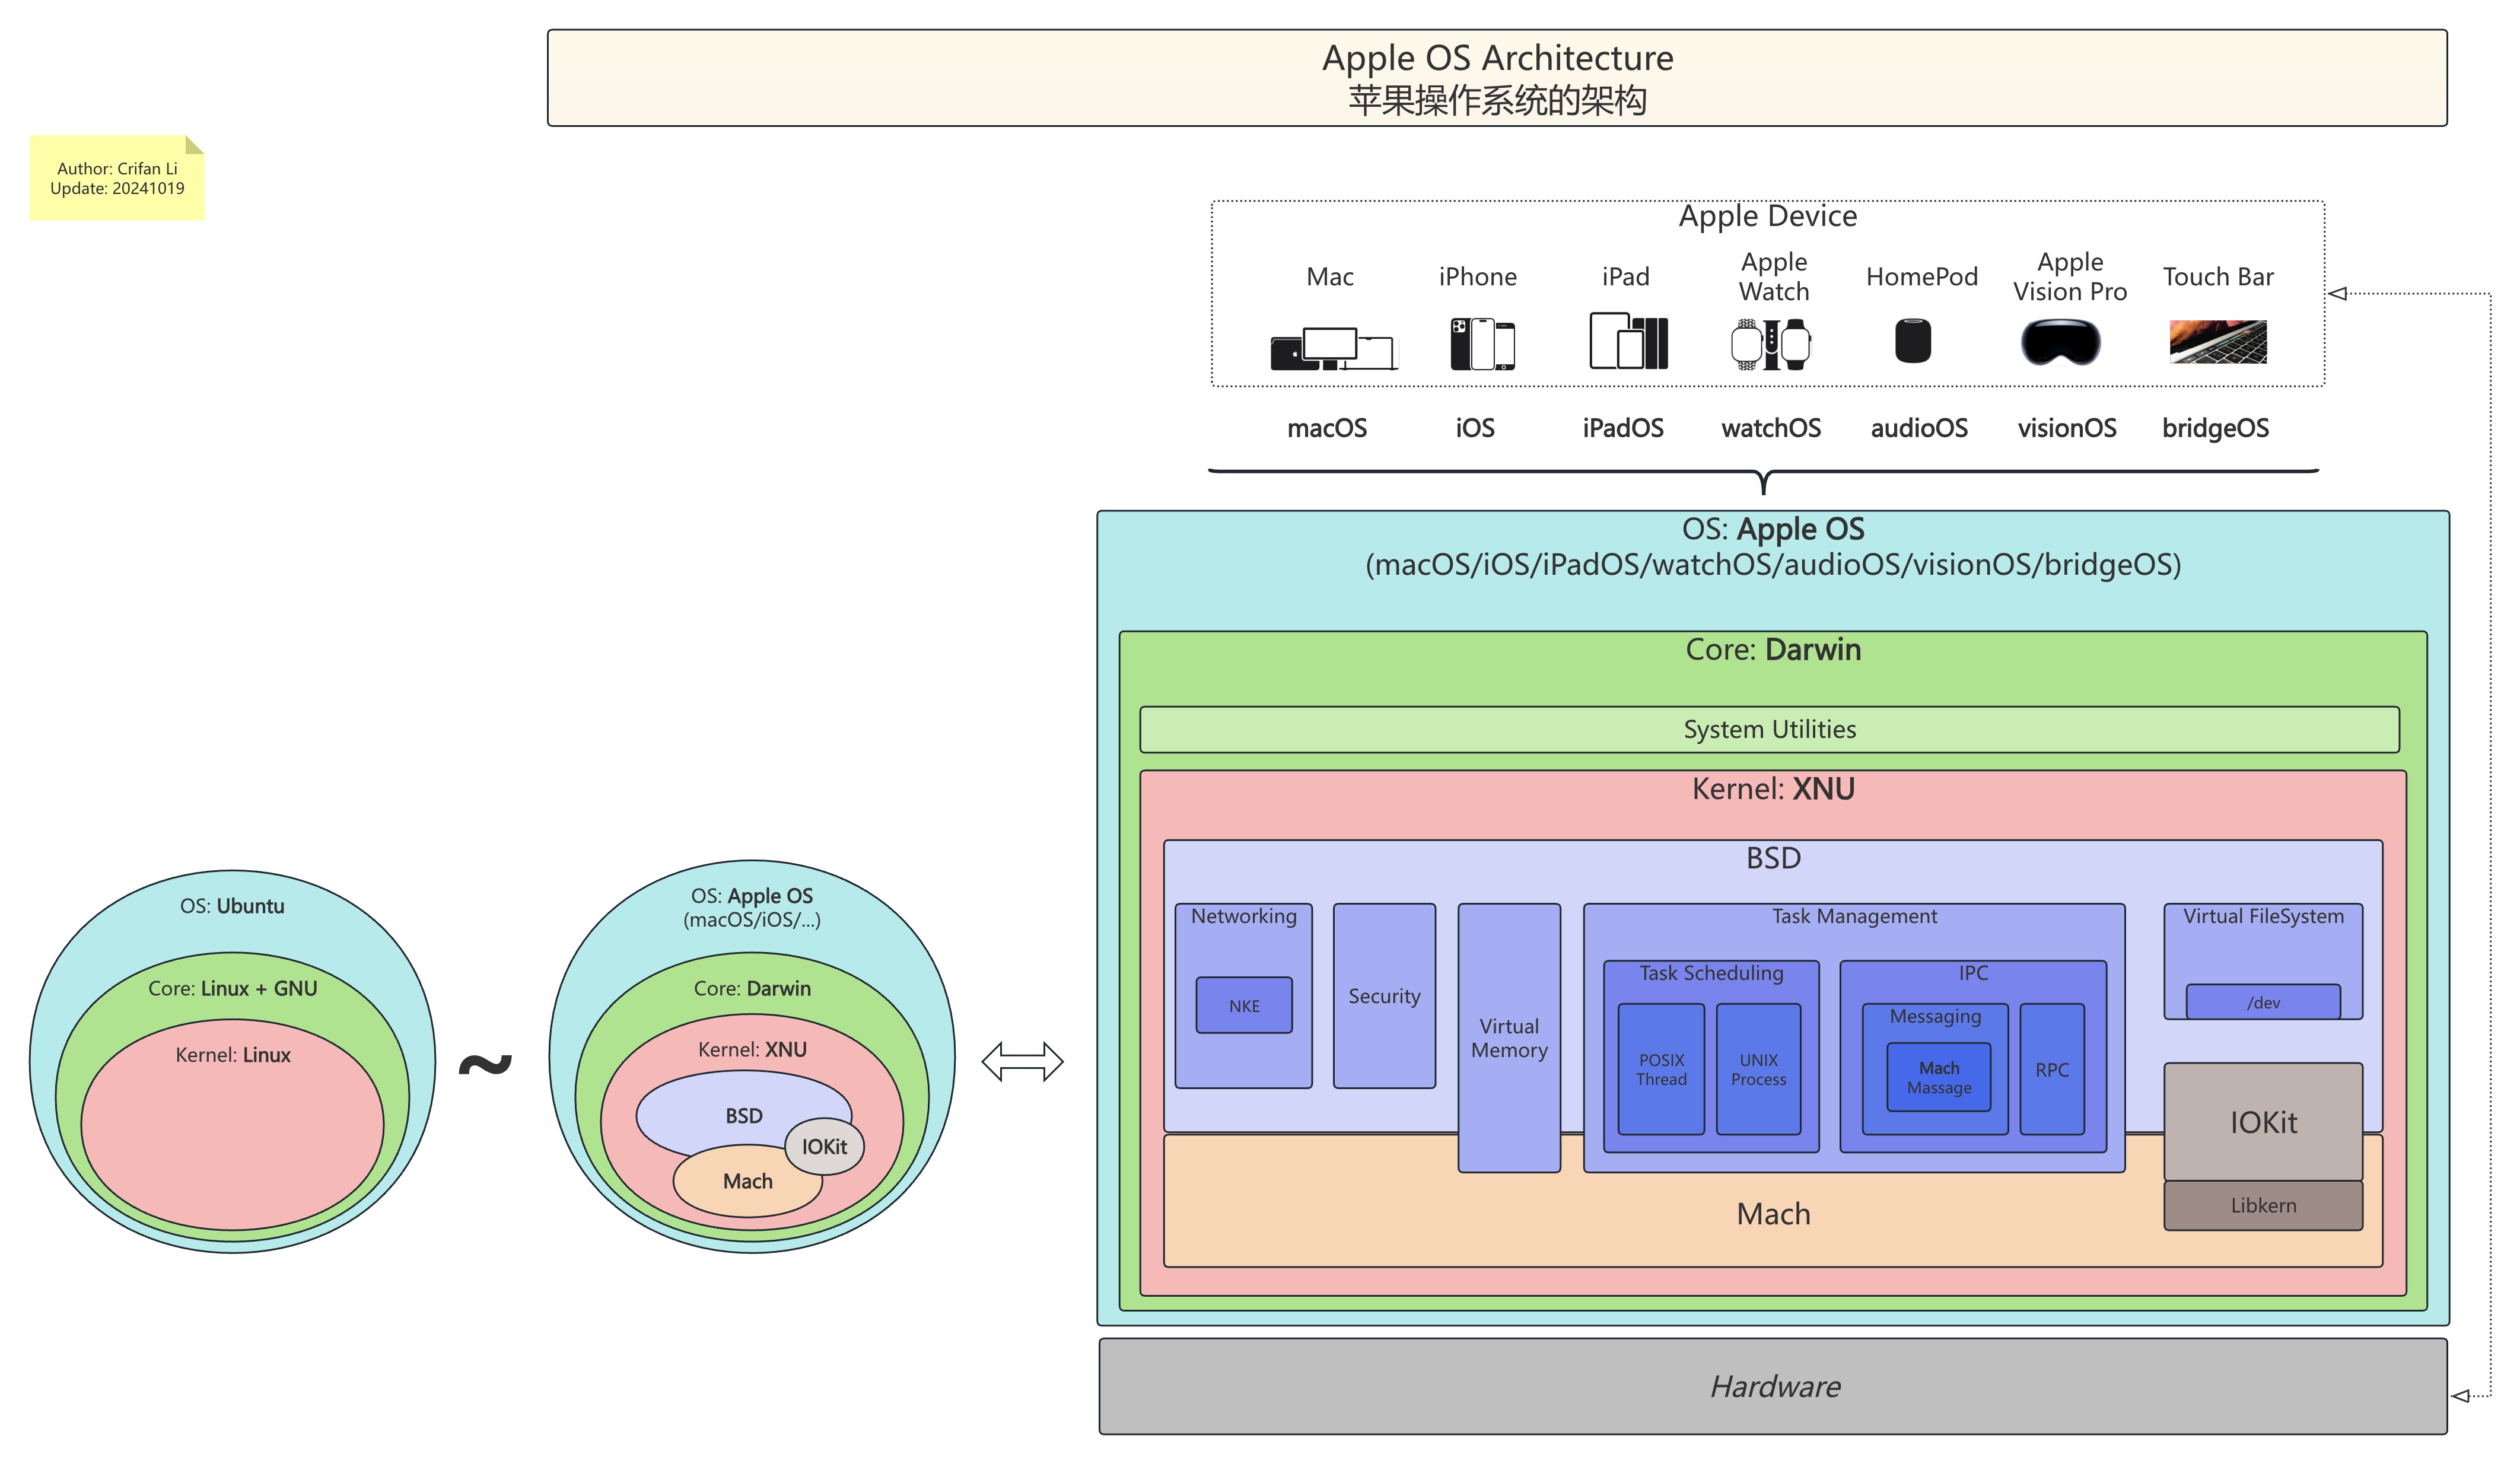 Apple OS Architecture
苹果操作系统的架构
Author: Crifan Li
Update: 20241019
Apple Device
Mac
iPhone
iPad
Apple
Watch
HomePod
Apple
Vision Pro
Touch Bar
macOS
iOS
iPadOS
watchOS
audioOS
visionOS
bridgeOS
OS: Ubuntu
Core: Linux + GNU
Kernel: Linux
~
OS: Apple OS
(macOS/iOS/...)
Core: Darwin
Kernel: XNU
BSD
IOKit
Mach
OS: Apple OS
(macOS/iOS/iPadOS/watchOS/audioOS/visionOS/bridgeOS)
Core: Darwin
System Utilities
Kernel: XNU
BSD
Networking
NKE
Security
Virtual
Memory
Task Management
Task Scheduling
POSIX
Thread
UNIX
Process
IPC
Messaging
Mach
Massage
RPC
Virtual FileSystem
/dev
IOKit
Libkern
Mach
Hardware